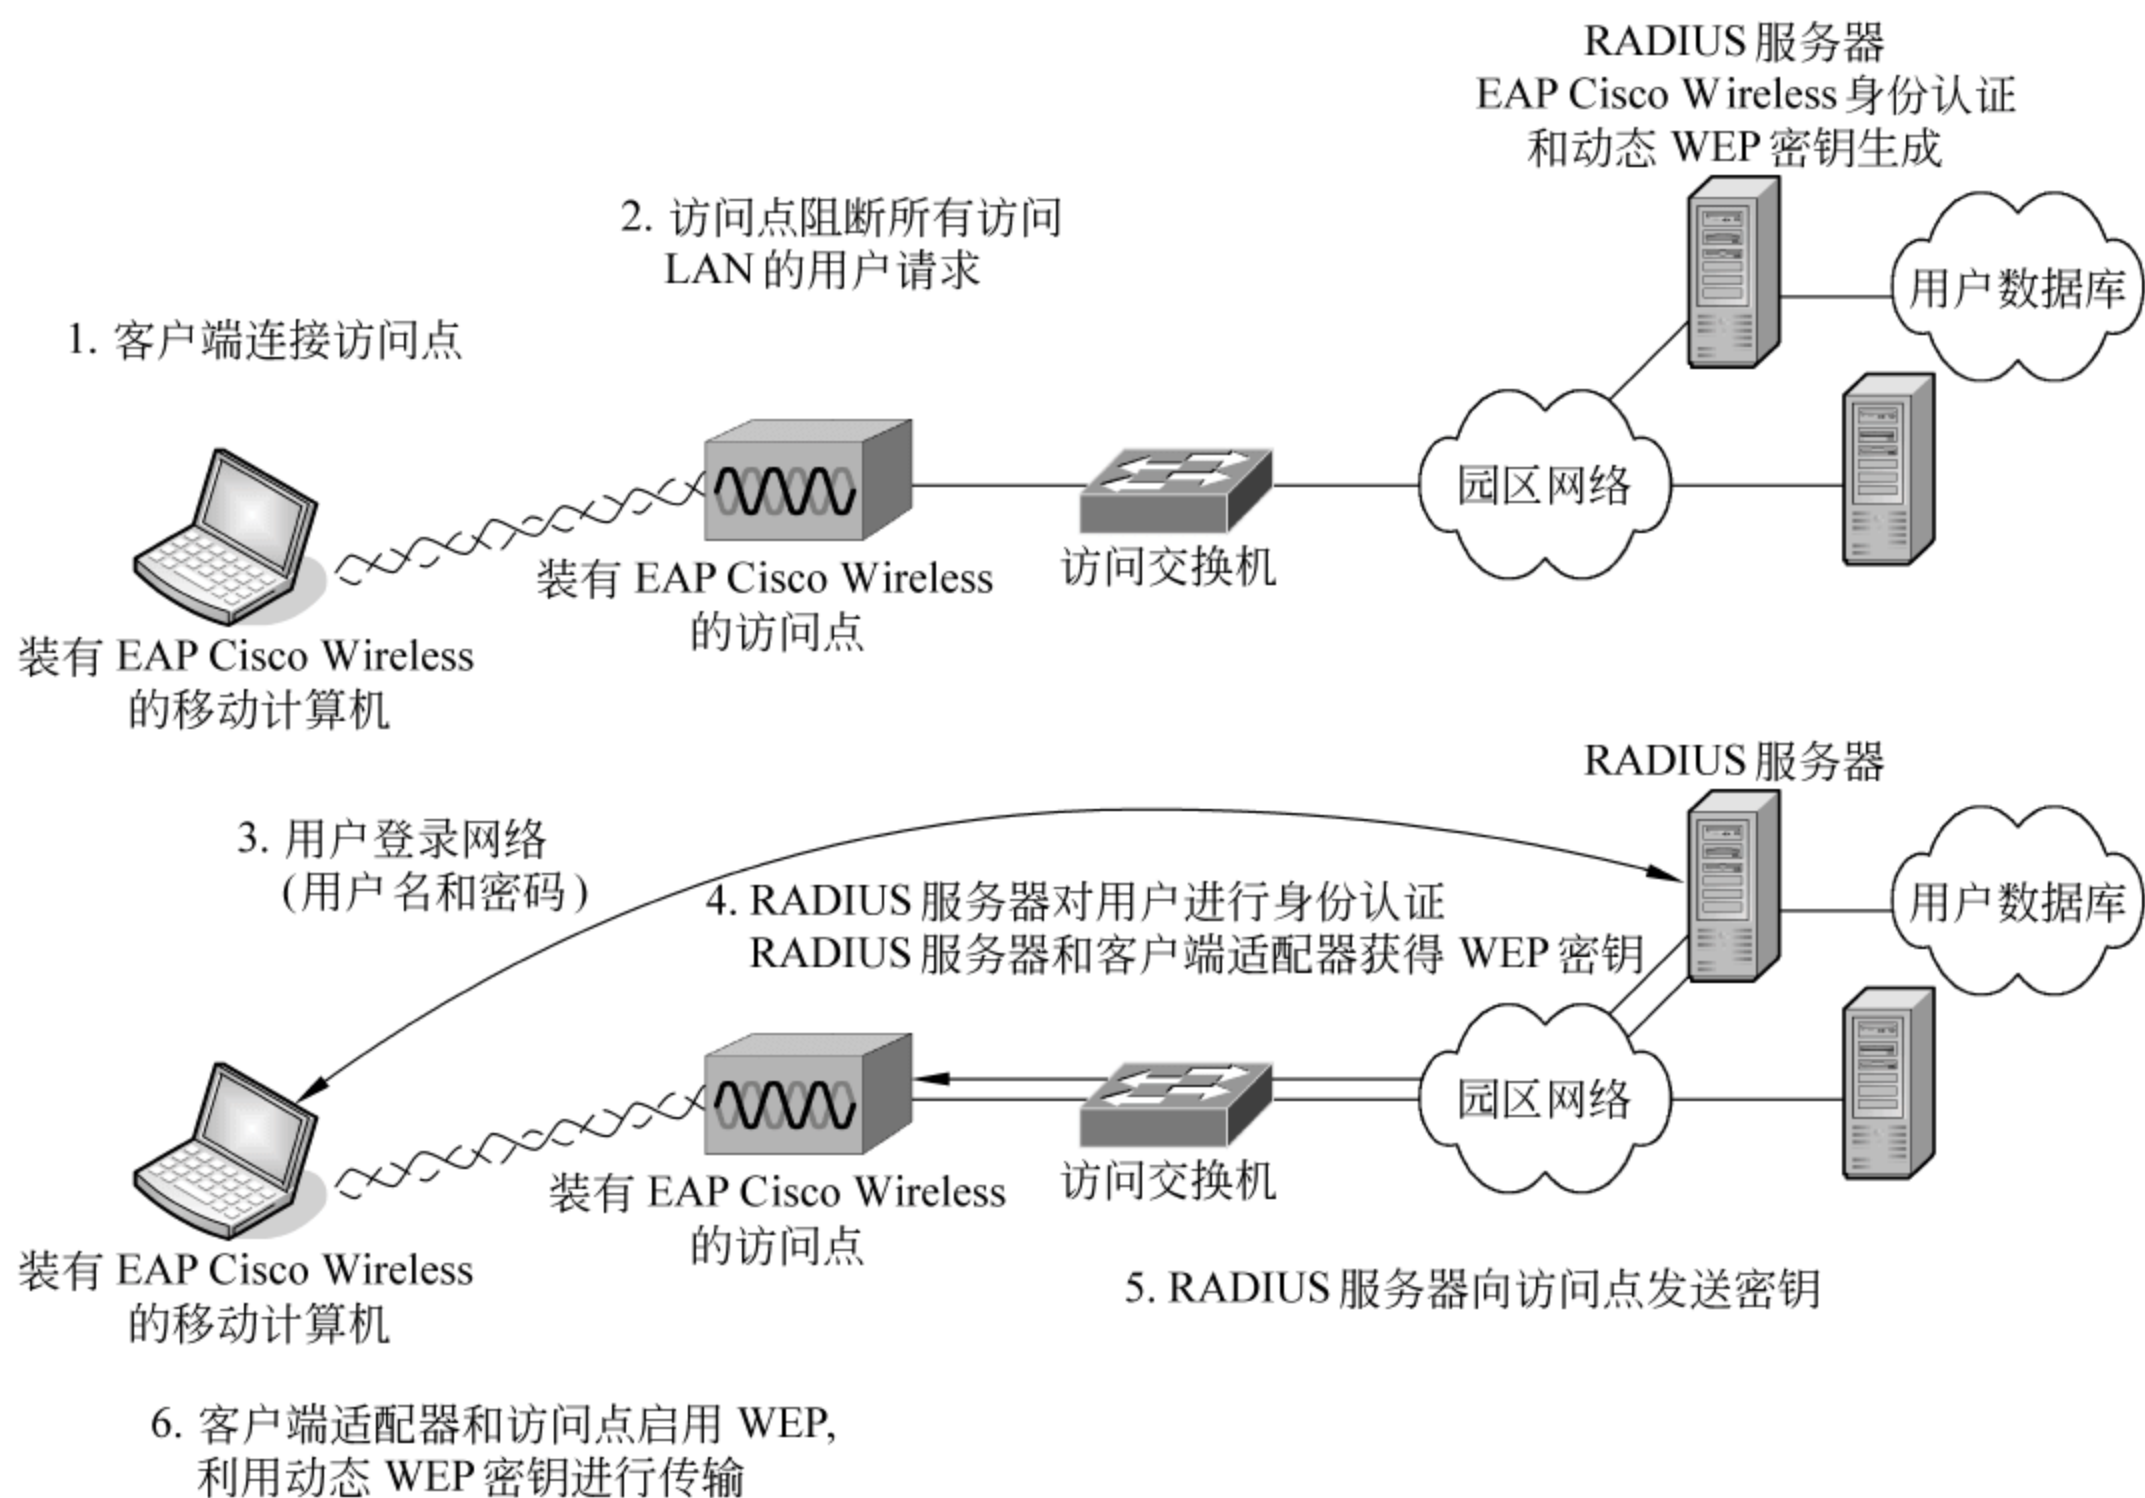 RADIUS 服务器
EAP Cisco Wireless 身份认证
和动态 WEP 密钥生成
2. 访问点阻断所有访问
LAN 的用户请求
用户数据库
1. 客户端连接访问点
园区网络
访问交换机
装有 EAP Cisco Wireless
的访问点
装有 EAP Cisco Wireless
的移动计算机
RADIUS 服务器
3. 用户登录网络
(用户名和密码)
4. RADIUS 服务器对用户进行身份认证
RADIUS 服务器和客户端适配器获得 WEP 密钥
用户数据库
园区网络
访问交换机
装有 EAP Cisco Wireless
的访问点
装有 EAP Cisco Wireless
的移动计算机
5. RADIUS 服务器向访问点发送密钥
6. 客户端适配器和访问点启用 WEP,
利用动态 WEP 密钥进行传输